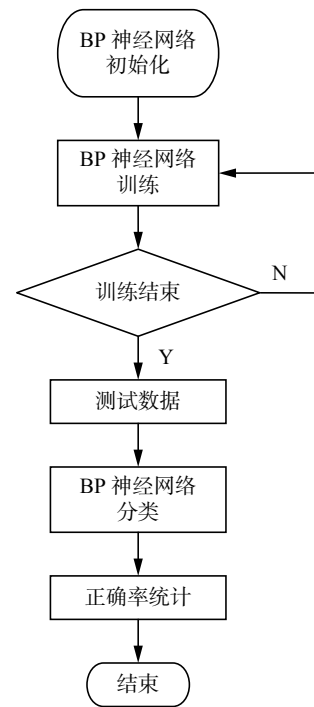 BP 神经网络
初始化
BP 神经网络
训练
训练结束
N
Y
测试数据
BP 神经网络
分类
正确率统计
结束